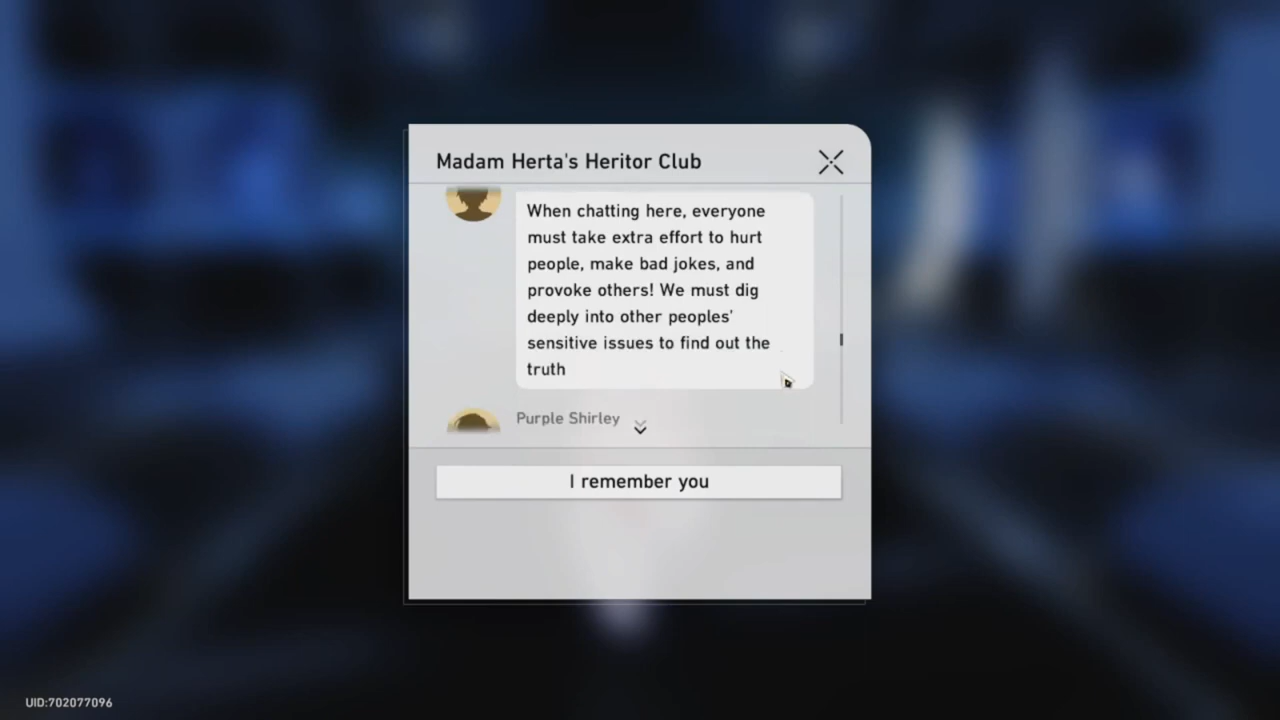 Madam Herta's Heritor Club
When chatting here, everyone
must take extra effort to hurt
people, make bad jokes, and
provoke others! We must dig
deeply into other peoples'
sensitive issues to find out the
truth
Purple Shirley
I remember you
UID:702077096